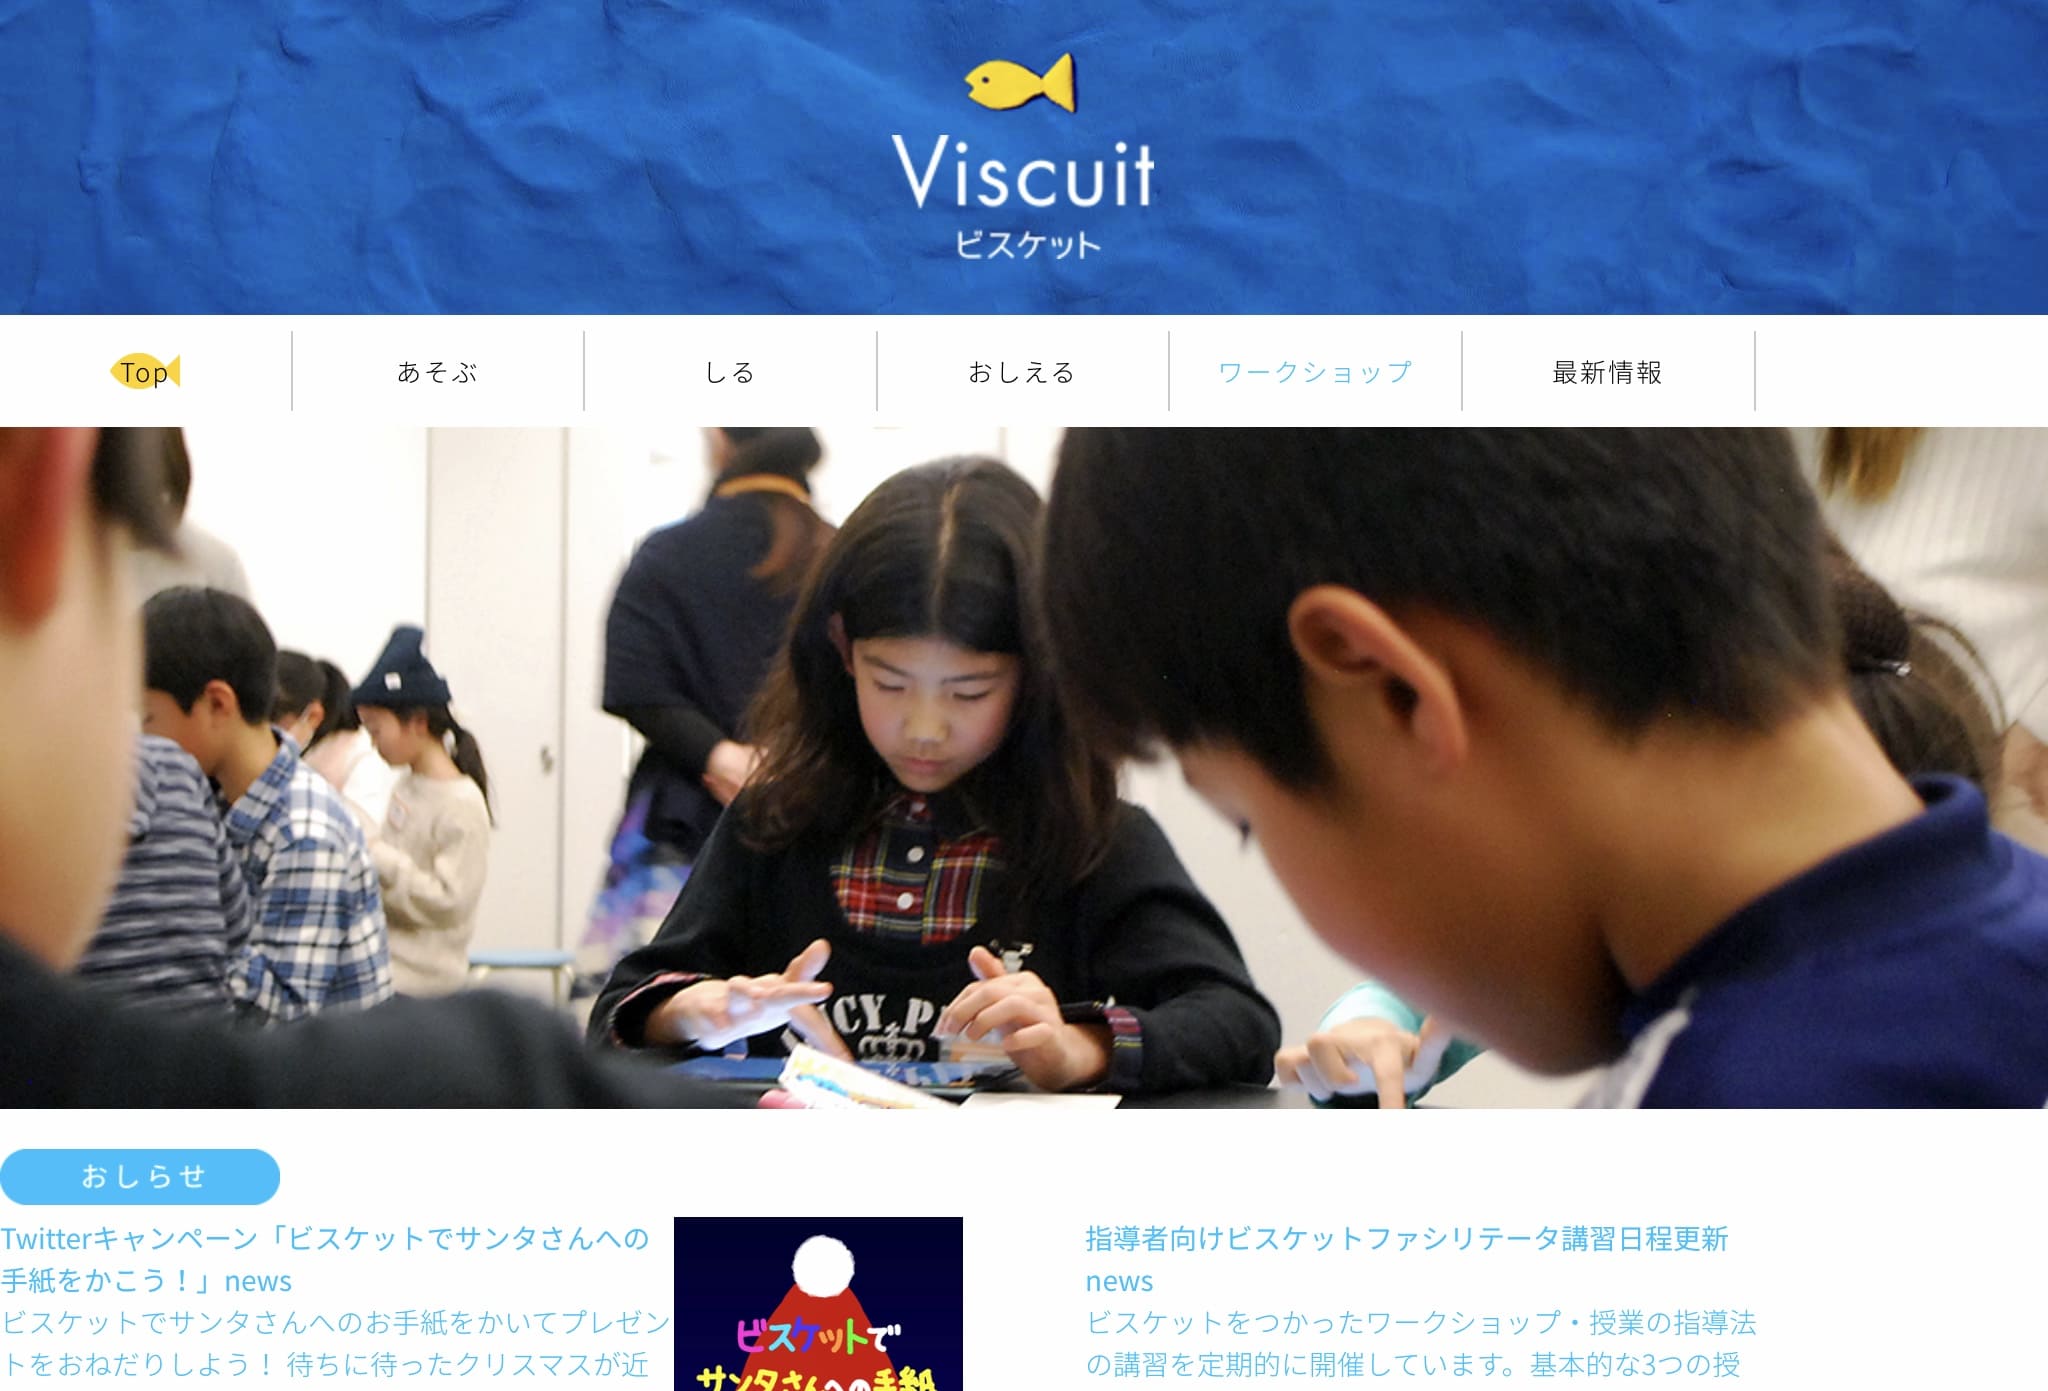 Viscuit
ビスケット
Top
あそぶ
しる
おしえる
ワークショップ
最新情報
おしらせ
Twitterキャンペーン「ビスケットでサンタさんへの
手紙をかこう！」news
ビスケットでサンタさんへのお手紙をかいてプレゼン
トをおねだりしよう！ 待ちに待ったクリスマスが近
ビスケットで
サンタさんへの手紙
指導者向けビスケットファシリテータ講習日程更新
news
ビスケットをつかったワークショップ・授業の指導法
の講習を定期的に開催しています。基本的な3つの授